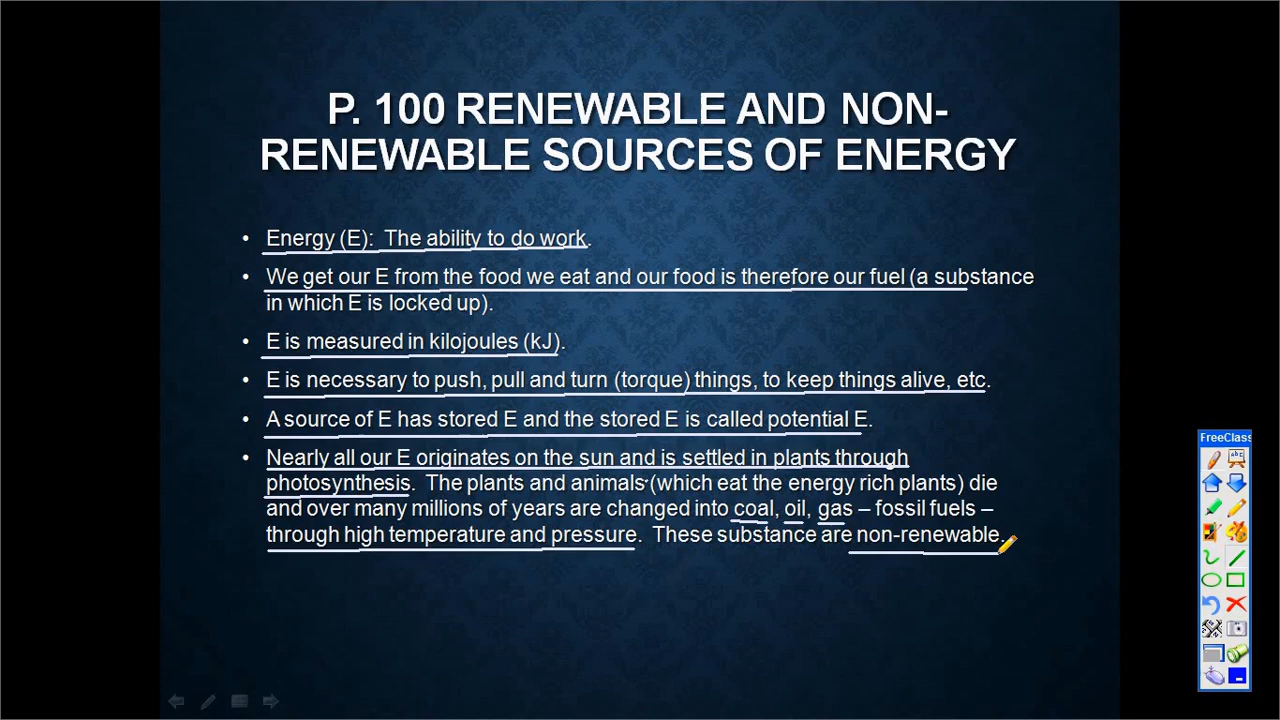 P. 100 RENEWABLE AND NON-
RENEWABLE SOURCES OF ENERGY
• Energy (E): The ability to do work.
• We get our E from the food we eat and our food is therefore our fuel (a substance
in which E is locked up).
• E is measured in kilojoules (kJ).
• E is necessary to push, pull and turn (torque) things, to keep things alive, etc.
• A source of E has stored E and the stored E is called potential E.
• Nearly all our E originates on the sun and is settled in plants through
photosynthesis. The plants and animals (which eat the energy rich plants) die
and over many millions of years are changed into coal, oil, gas – fossil fuels –
through high temperature and pressure. These substance are non-renewable.
FreeClass